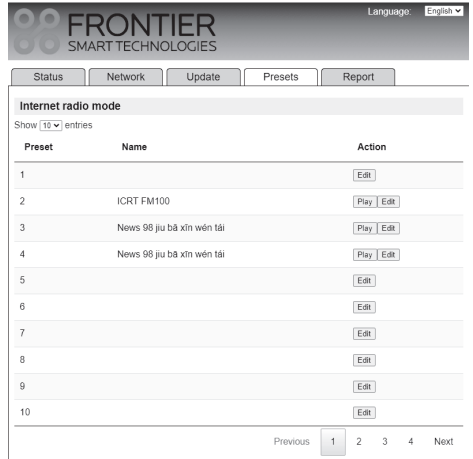 FRONTIER
SMART TECHNOLOGIES
Language: English
Status Network Update Presets Report
Internet radio mode
Show 10 entries
Preset Name Action
1 Edit
2 ICRT FM100 Play Edit
3 News 98 jiu bā xīn wén tái Play Edit
4 News 98 jiu bā xīn wén tái Play Edit
5 Edit
6 Edit
7 Edit
8 Edit
9 Edit
10 Edit
Previous 1 2 3 4 Next